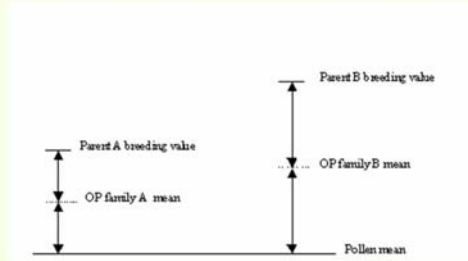 Parent B breeding value
Parent A breeding value
OP family B mean
OP family A mean
Pollen mean